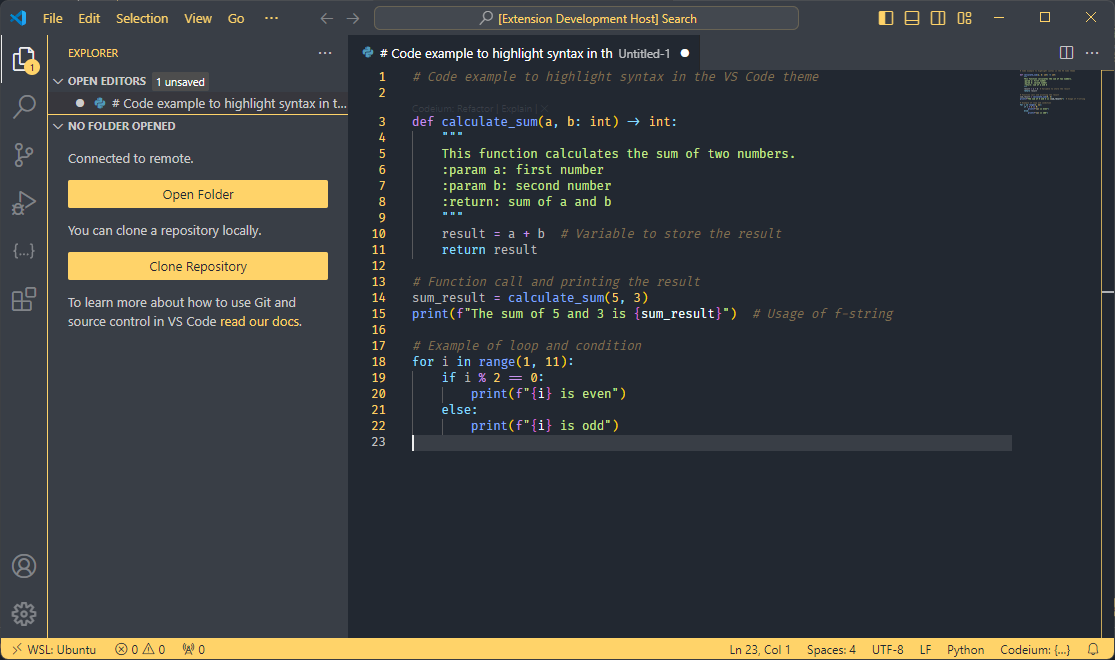 File Edit Selection View Go ··· [Extension Development Host] Search
EXPLORER ···
OPEN EDITORS 1 unsaved
# Code example to highlight syntax in t...
NO FOLDER OPENED
Connected to remote.
Open Folder
You can clone a repository locally.
Clone Repository
To learn more about how to use Git and
source control in VS Code read our docs.
1
# Code example to highlight syntax in th Untitled-1
1 # Code example to highlight syntax in the VS Code theme
2
Codeium: Refactor | Explain | X
3 def calculate_sum(a, b: int) -> int:
4 """
5 This function calculates the sum of two numbers.
6 :param a: first number
7 :param b: second number
8 :return: sum of a and b
9 """
10 result = a + b # Variable to store the result
11 return result
12
13 # Function call and printing the result
14 sum_result = calculate_sum(5, 3)
15 print(f"The sum of 5 and 3 is {sum_result}") # Usage of f-string
16
17 # Example of loop and condition
18 for i in range(1, 11):
19 if i % 2 == 0:
20 print(f"{i} is even")
21 else:
22 print(f"{i} is odd")
23
WSL: Ubuntu 0 0 0 Ln 23, Col 1 Spaces: 4 UTF-8 LF Python Codeium: {...}